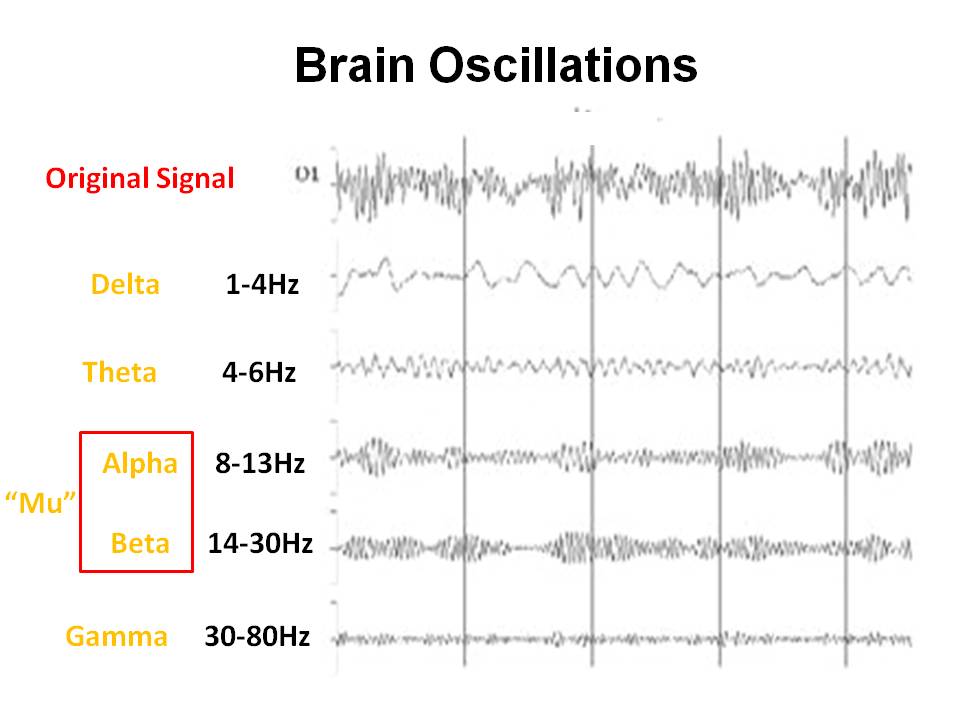 Brain Oscillations
Original Signal
O1
Delta 1-4Hz
Theta 4-6Hz
Alpha 8-13Hz
“Mu”
Beta 14-30Hz
Gamma 30-80Hz